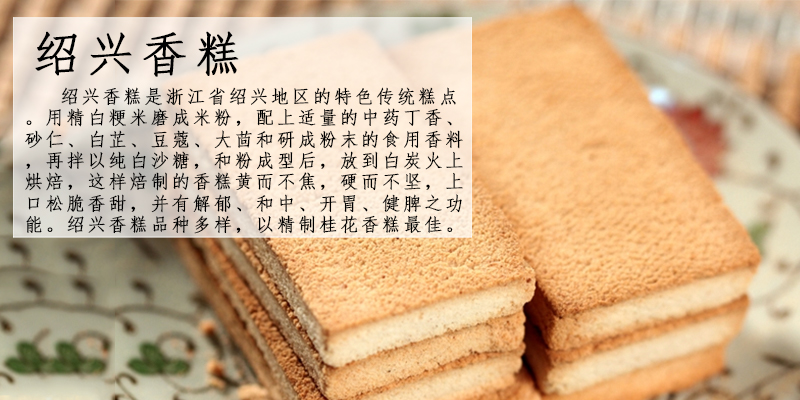 绍兴香糕
绍兴香糕是浙江省绍兴地区的特色传统糕点
。用精白粳米磨成米粉，配上适量的中药丁香、
砂仁、白芷、豆蔻、大茴和研成粉末的食用香料
，再拌以纯白沙糖，和粉成型后，放到白炭火上
烘焙，这样焙制的香糕黄而不焦，硬而不坚，上
口松脆香甜，并有解郁、和中、开胃、健脾之功
能。绍兴香糕品种多样，以精制桂花香糕最佳。